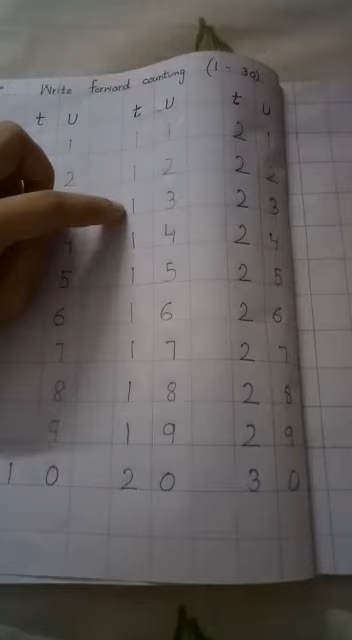 Write forward counting (1 - 30)
t U t U t U
1 1 1 2 1
2 1 2 2 2
1 3 2 3
4 1 4 2 4
5 1 5 2 5
6 1 6 2 6
7 1 7 2 7
8 1 8 2 8
9 1 9 2 9
1 0 2 0 3 0